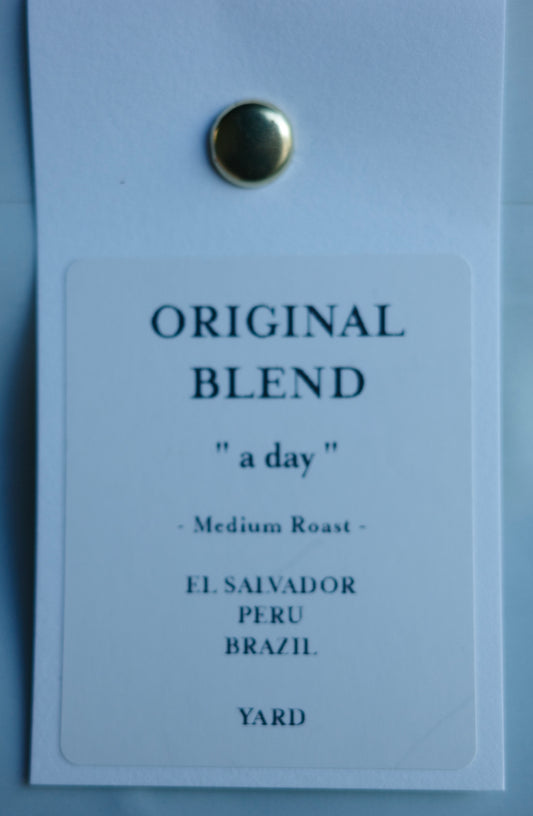 ORIGINAL
BLEND
" a day "
- Medium Roast -
EL SALVADOR
PERU
BRAZIL
YARD